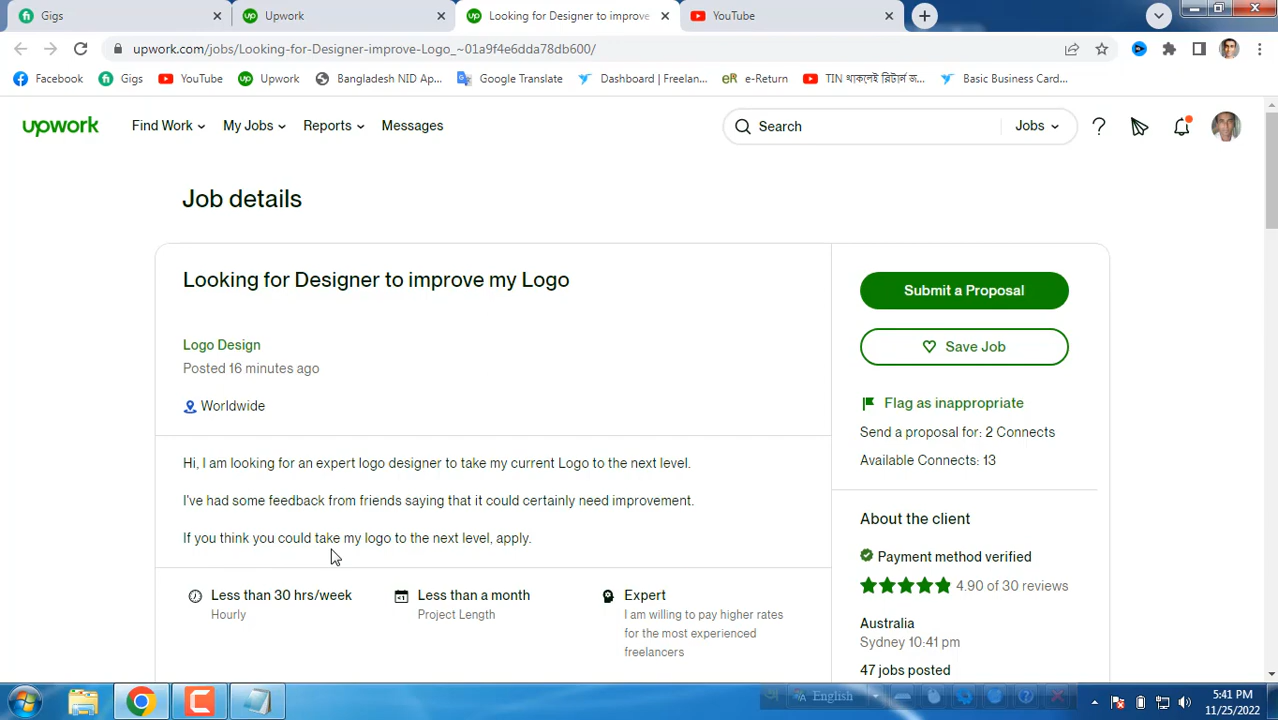 Gigs
Upwork
Looking for Designer to improve
YouTube
upwork.com/jobs/Looking-for-Designer-improve-Logo_~01a9f4e6dda78db600/
Facebook
Gigs
YouTube
Upwork
Bangladesh NID Ap...
Google Translate
Dashboard | Freelan...
eR e-Return
TIN থাকলেই রিটার্ন জ...
Basic Business Card...
upwork
Find Work
My Jobs
Reports
Messages
Search
Jobs
?
Job details
Looking for Designer to improve my Logo
Logo Design
Posted 16 minutes ago
Worldwide
Hi, I am looking for an expert logo designer to take my current Logo to the next level.
I've had some feedback from friends saying that it could certainly need improvement.
If you think you could take my logo to the next level, apply.
Less than 30 hrs/week
Hourly
Less than a month
Project Length
Expert
I am willing to pay higher rates
for the most experienced
freelancers
Submit a Proposal
Save Job
Flag as inappropriate
Send a proposal for: 2 Connects
Available Connects: 13
About the client
Payment method verified
4.90 of 30 reviews
Australia
Sydney 10:41 pm
47 jobs posted
English
5:41 PM
11/25/2022